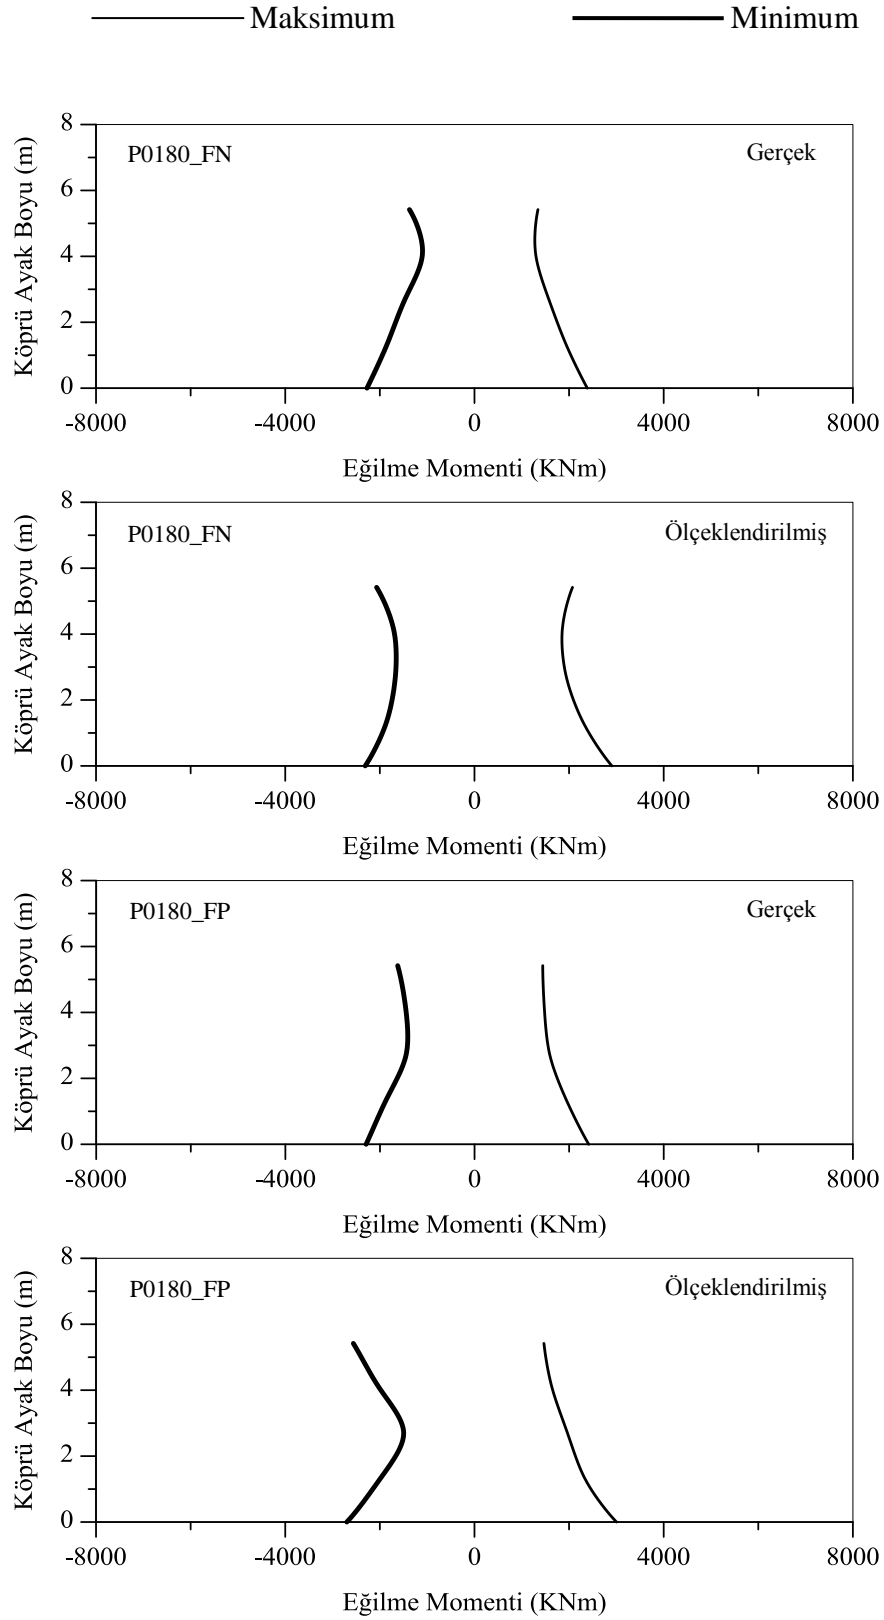 Maksimum Minimum
8
P0180_FN Gerçek
6
4
2
0
Köprü Ayak Boyu (m)
-8000 -4000 0 4000 8000
Eğilme Momenti (KNm)
8
P0180_FN Ölçeklendirilmiş
6
4
2
0
Köprü Ayak Boyu (m)
-8000 -4000 0 4000 8000
Eğilme Momenti (KNm)
8
P0180_FP Gerçek
6
4
2
0
Köprü Ayak Boyu (m)
-8000 -4000 0 4000 8000
Eğilme Momenti (KNm)
8
P0180_FP Ölçeklendirilmiş
6
4
2
0
Köprü Ayak Boyu (m)
-8000 -4000 0 4000 8000
Eğilme Momenti (KNm)